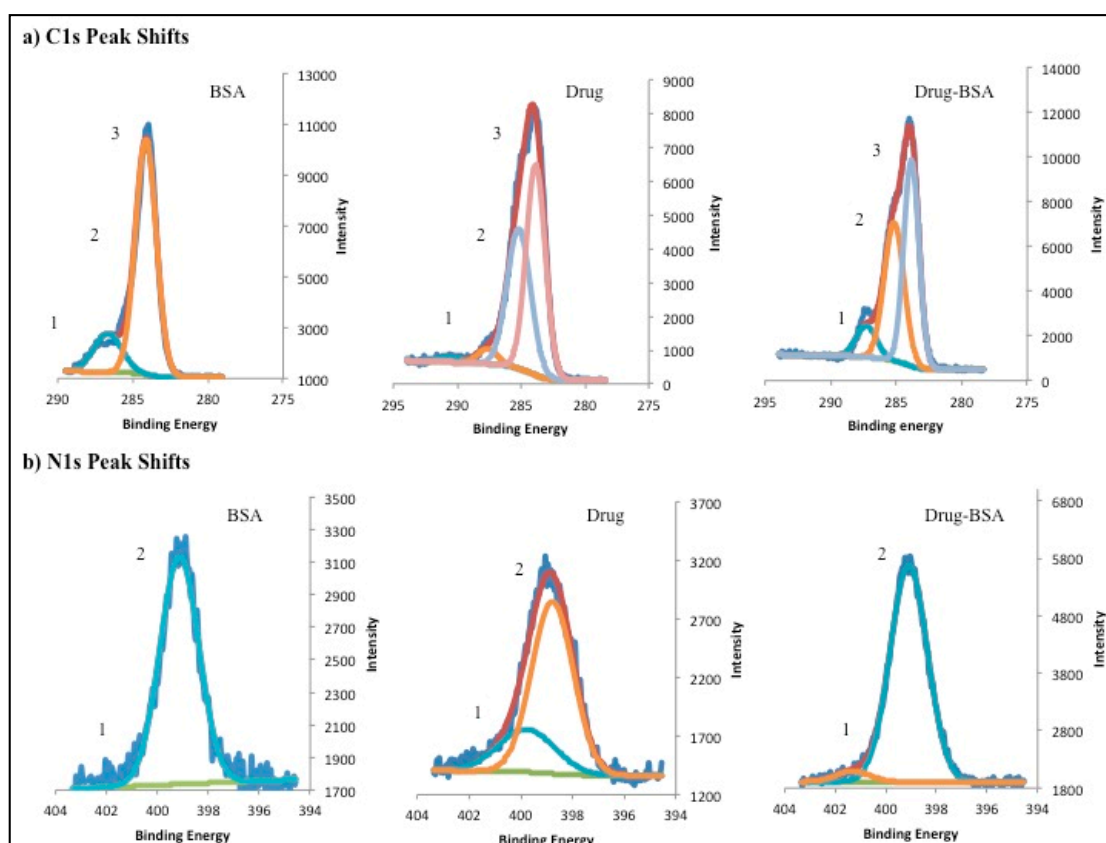 a) C1s Peak Shifts
BSA
Drug
Drug-BSA
13000
11000
9000
7000
5000
3000
1000
Intensity
3
2
1
290 285 280 275
Binding Energy
9000
8000
7000
6000
5000
4000
3000
2000
1000
0
Intensity
3
2
1
295 290 285 280 275
Binding Energy
14000
12000
10000
8000
6000
4000
2000
0
Intensity
3
2
1
295 290 285 280 275
Binding energy
b) N1s Peak Shifts
BSA
Drug
Drug-BSA
3500
3300
3100
2900
2700
2500
2300
2100
1900
1700
Intensity
2
1
404 402 400 398 396 394
Binding Energy
3700
3200
2700
2200
1700
1200
Intensity
2
1
404 402 400 398 396 394
Binding Energy
6800
5800
4800
3800
2800
1800
Intensity
2
1
404 402 400 398 396 394
Binding Energy